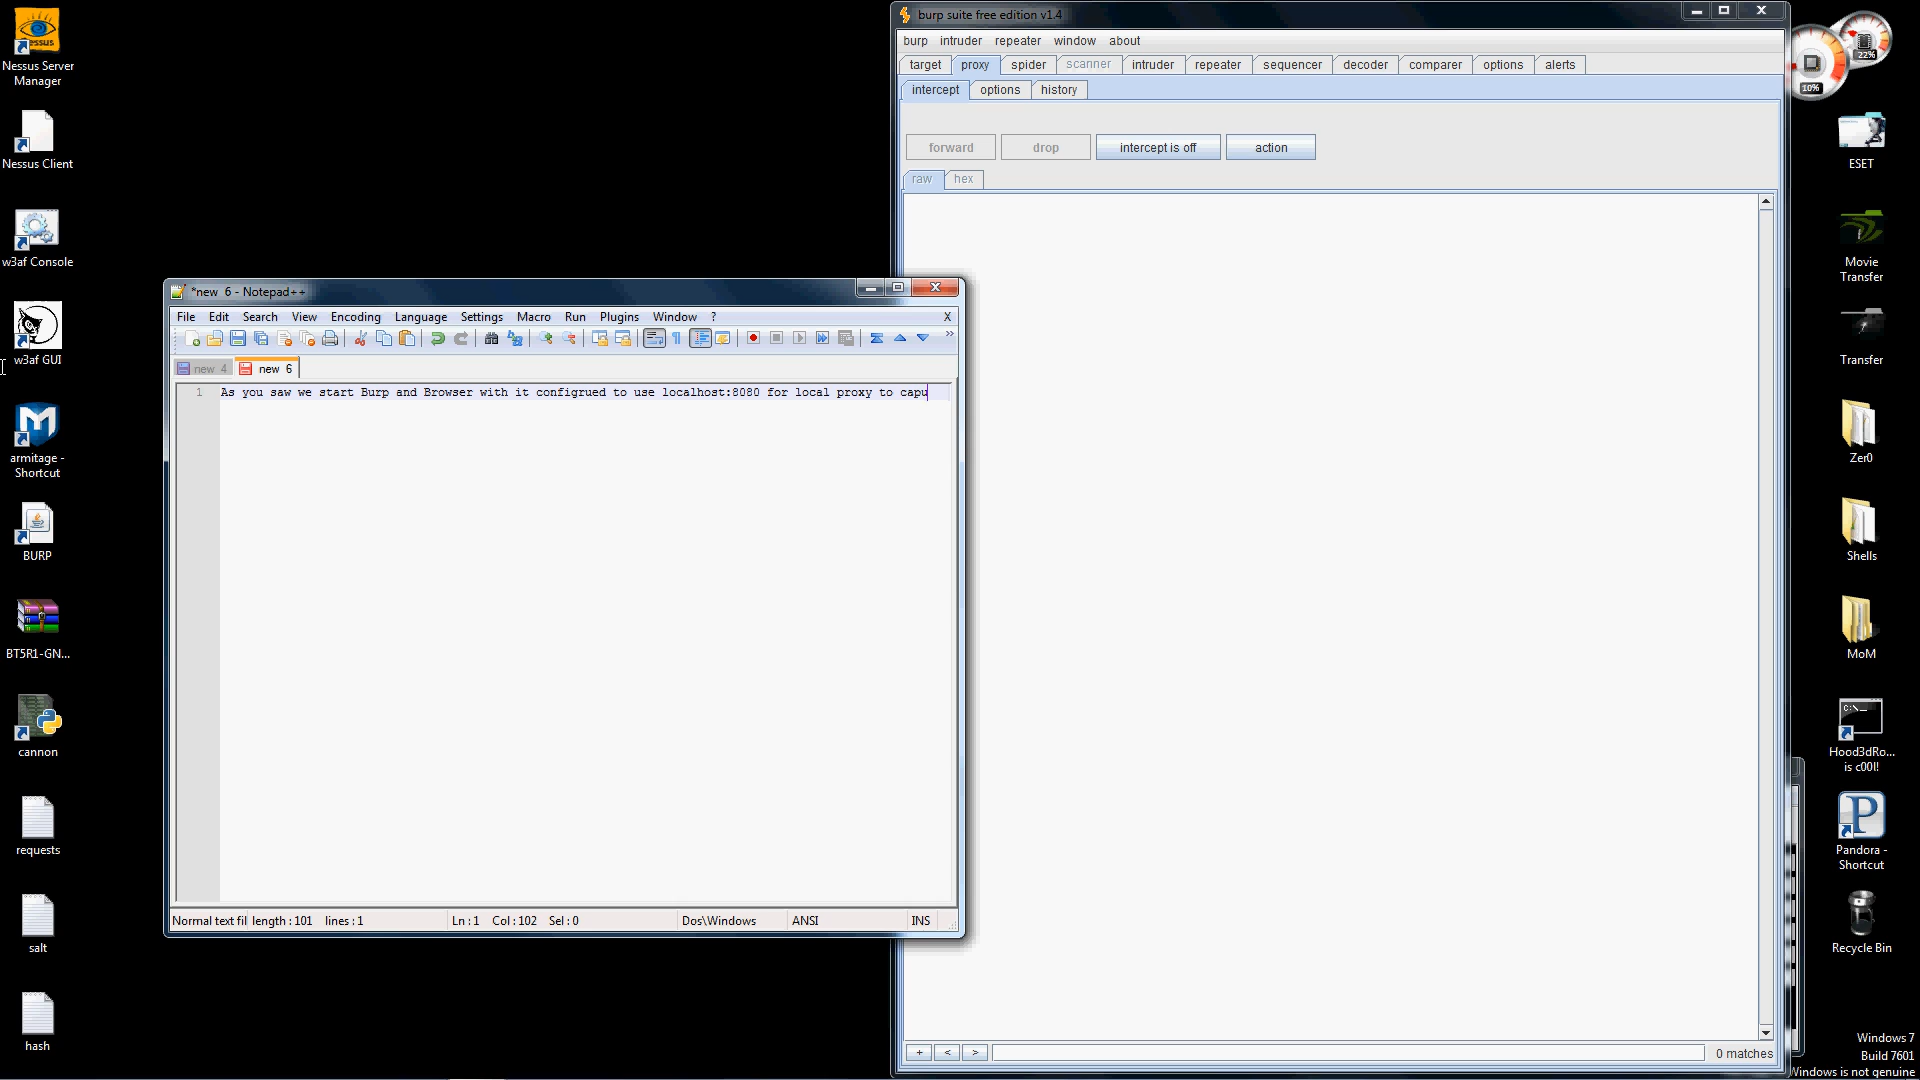 Nessus Server
Manager
Nessus Client
w3af Console
w3af GUI
armitage -
Shortcut
BURP
BT5R1-GN...
cannon
requests
salt
hash
*new 6 - Notepad++
File Edit Search View Encoding Language Settings Macro Run Plugins Window ? X
new 4 new 6
1 As you saw we start Burp and Browser with it configrued to use localhost:8080 for local proxy to capu
Normal text fil length : 101 lines : 1 Ln : 1 Col : 102 Sel : 0 Dos\Windows ANSI INS
burp suite free edition v1.4
burp intruder repeater window about
target proxy spider scanner intruder repeater sequencer decoder comparer options alerts
intercept options history
forward drop intercept is off action
raw hex
+ < > 0 matches
22%
10%
ESET
Movie
Transfer
Transfer
Zer0
Shells
MoM
C:\_
Hood3dRo...
is c00l!
Pandora -
Shortcut
Recycle Bin
Windows 7
Build 7601
Windows is not genuine